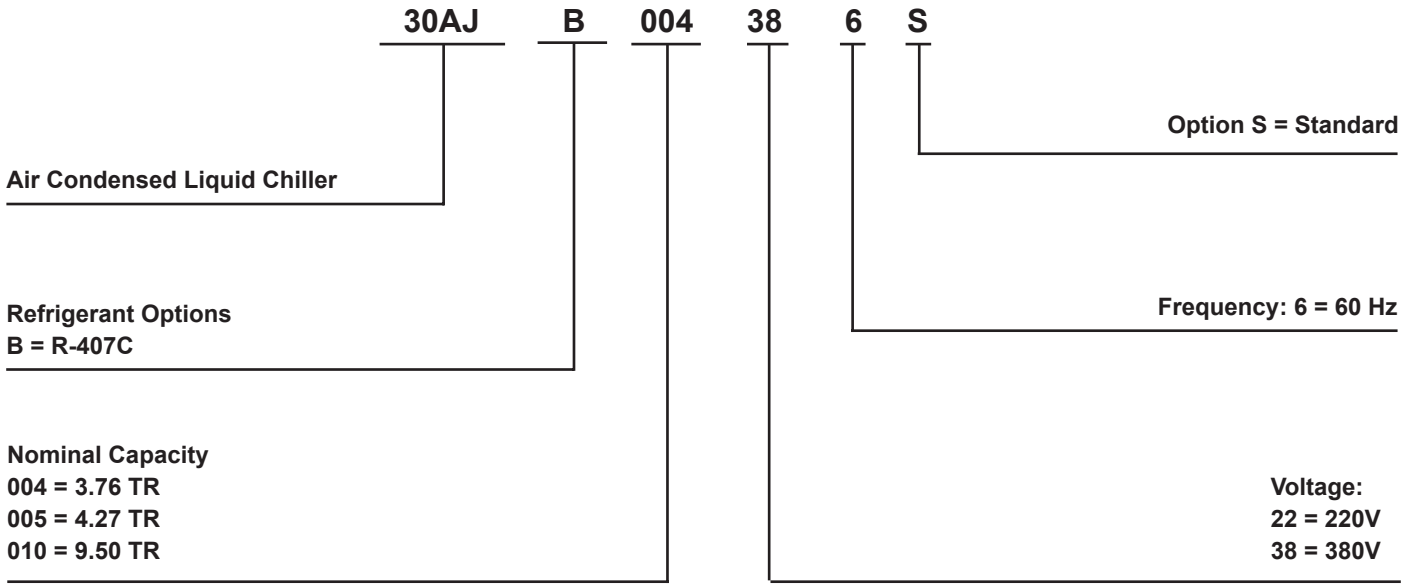 30AJ B 004 38 6 S
Option S = Standard
Air Condensed Liquid Chiller
Frequency: 6 = 60 Hz
Refrigerant Options
B = R-407C
Nominal Capacity
004 = 3.76 TR
005 = 4.27 TR
010 = 9.50 TR
Voltage:
22 = 220V
38 = 380V